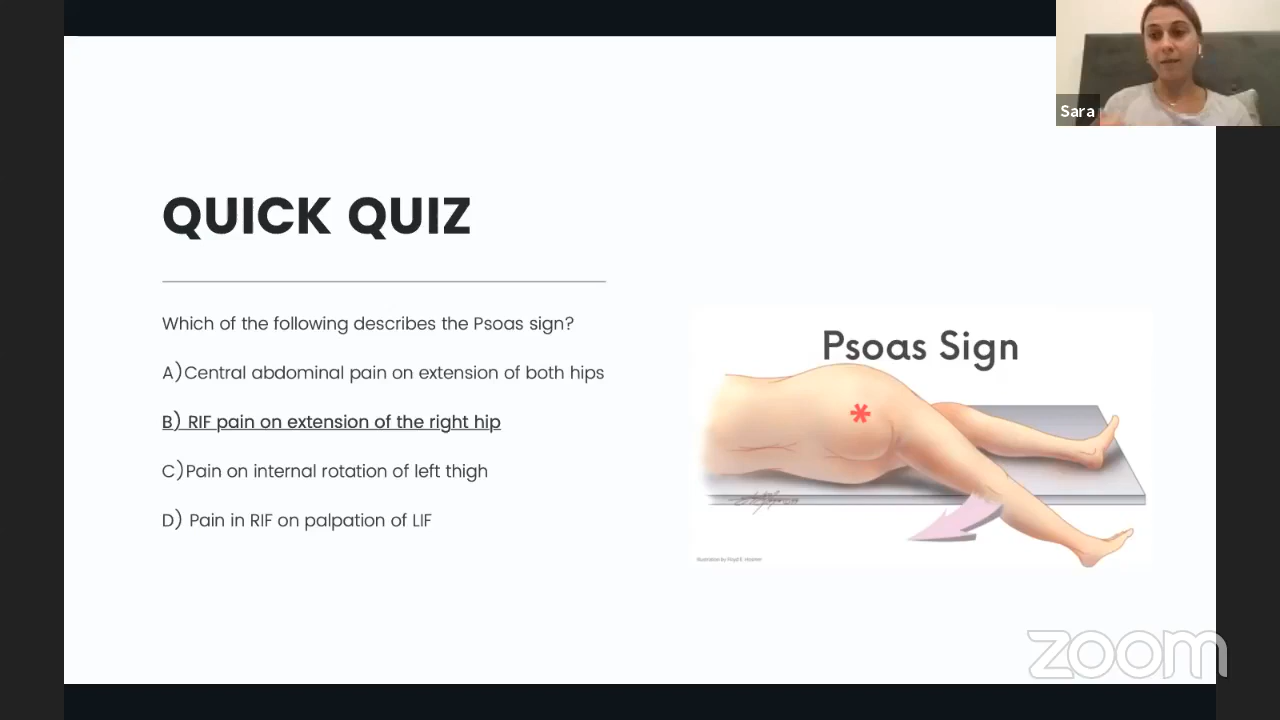 Sara
QUICK QUIZ
Which of the following describes the Psoas sign?
A)Central abdominal pain on extension of both hips
B) RIF pain on extension of the right hip
C)Pain on internal rotation of left thigh
D) Pain in RIF on palpation of LIF
Psoas Sign
zoom